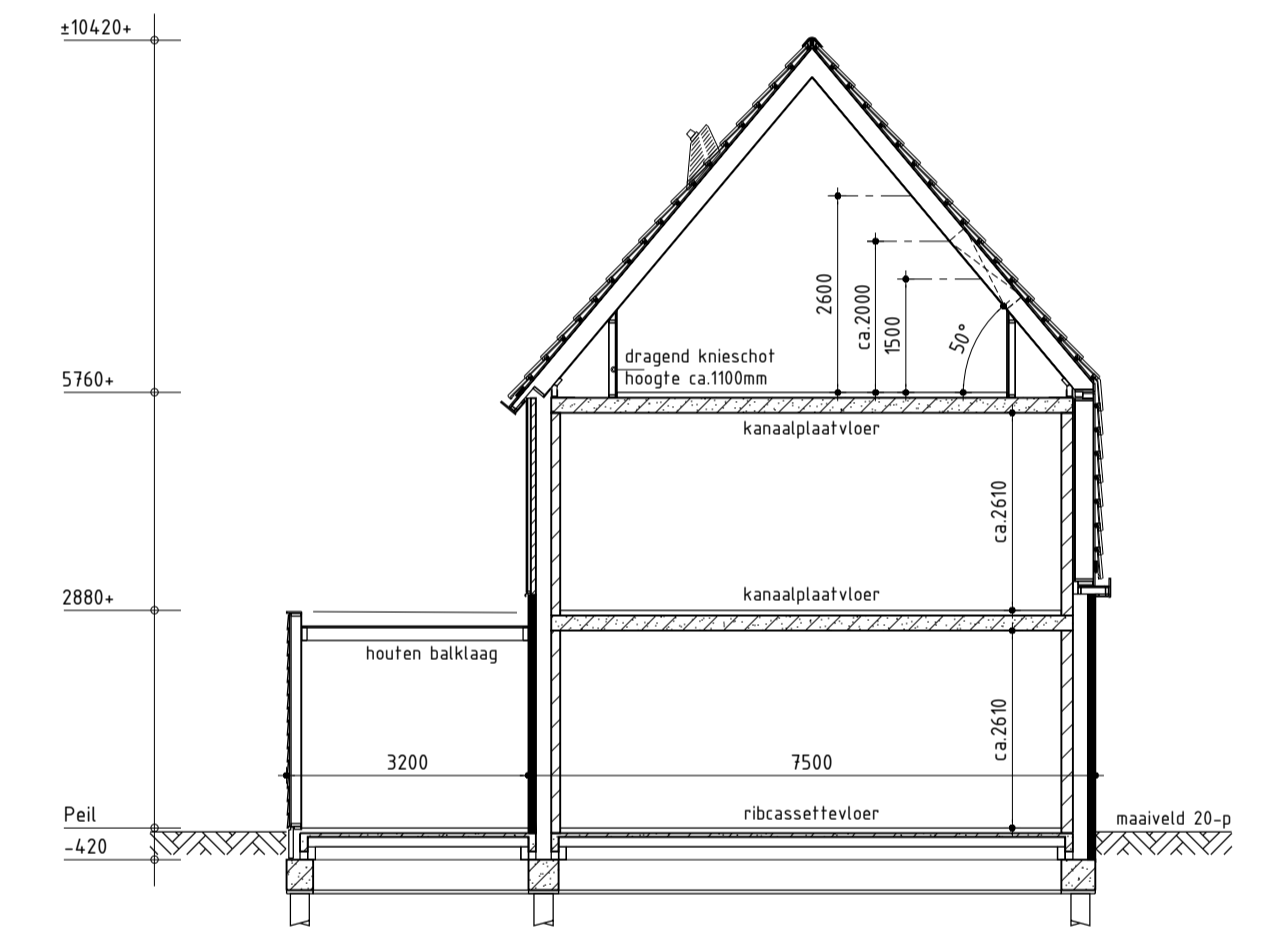 ±10420+
2600
ca.2000
1500
50°
dragend knieschot
hoogte ca.1100mm
5760+
kanaalplaatvloer
ca.2610
2880+
kanaalplaatvloer
houten balklaag
ca.2610
3200
7500
Peil
ribcassettevloer
maaiveld 20-p
-420